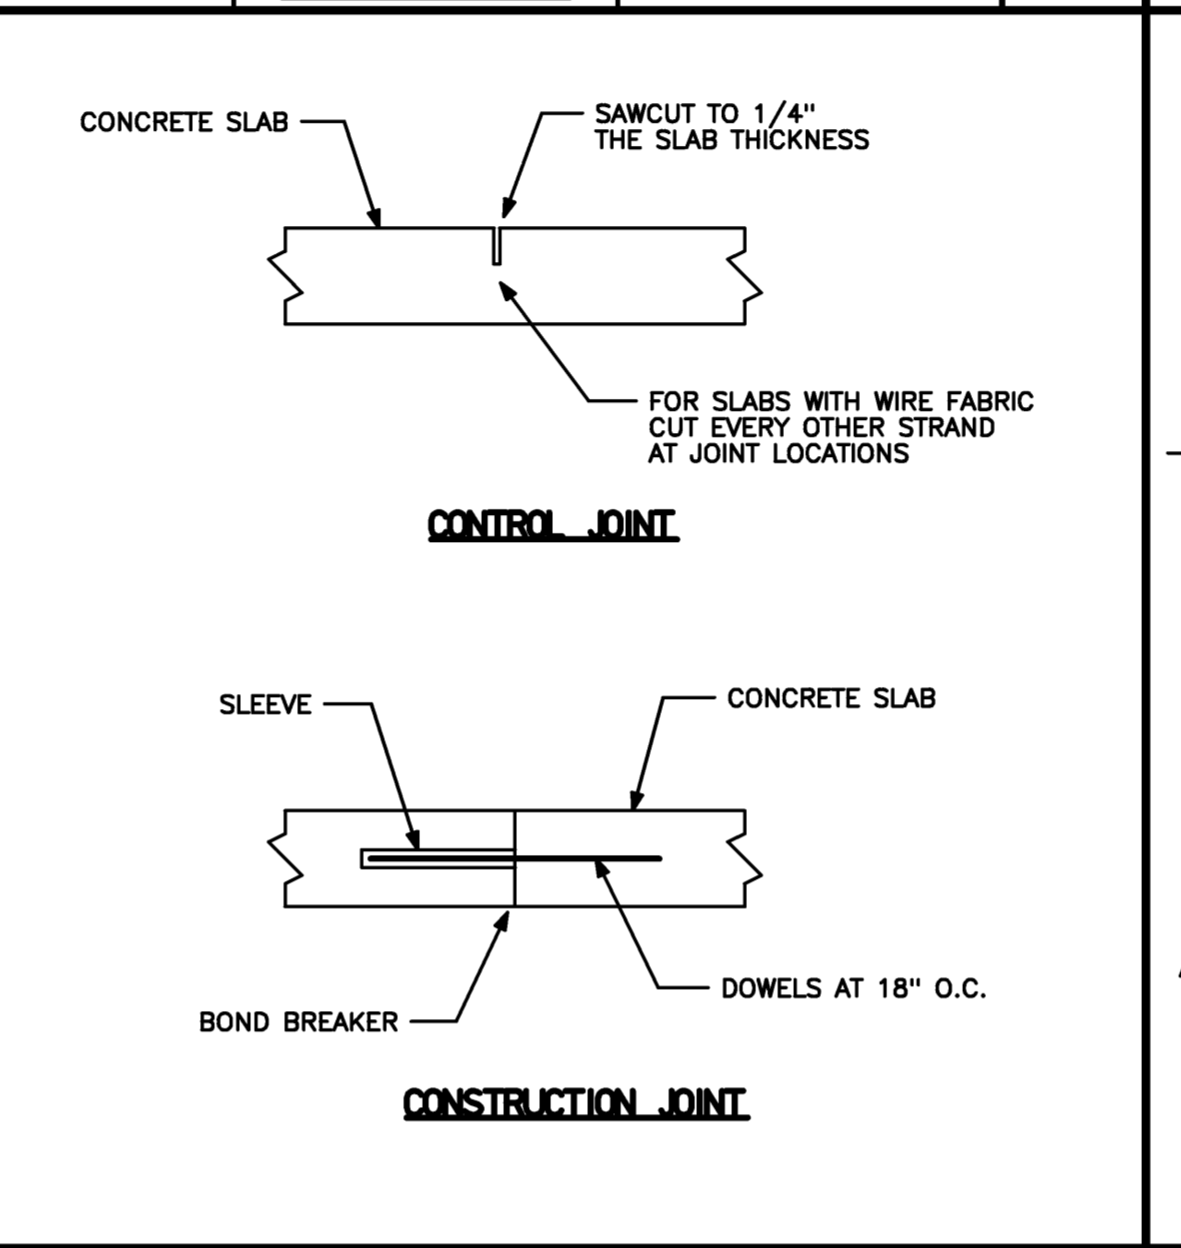 CONCRETE SLAB
SAWCUT TO 1/4"
THE SLAB THICKNESS
FOR SLABS WITH WIRE FABRIC
CUT EVERY OTHER STRAND
AT JOINT LOCATIONS
CONTROL JOINT
SLEEVE
CONCRETE SLAB
DOWELS AT 18" O.C.
BOND BREAKER
CONSTRUCTION JOINT